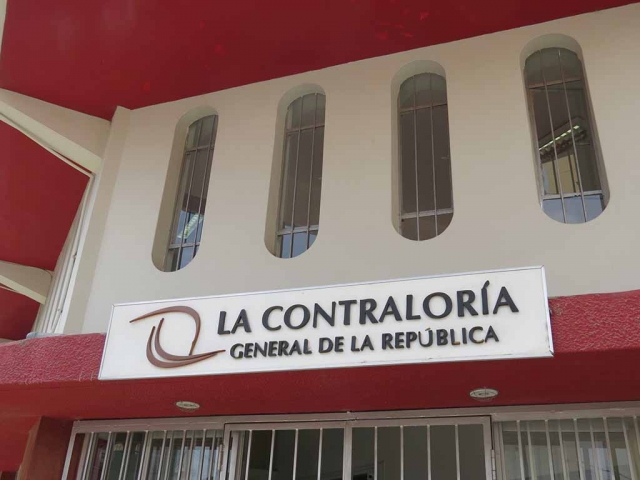 LA CONTRALORÍA
GENERAL DE LA REPÚBLICA